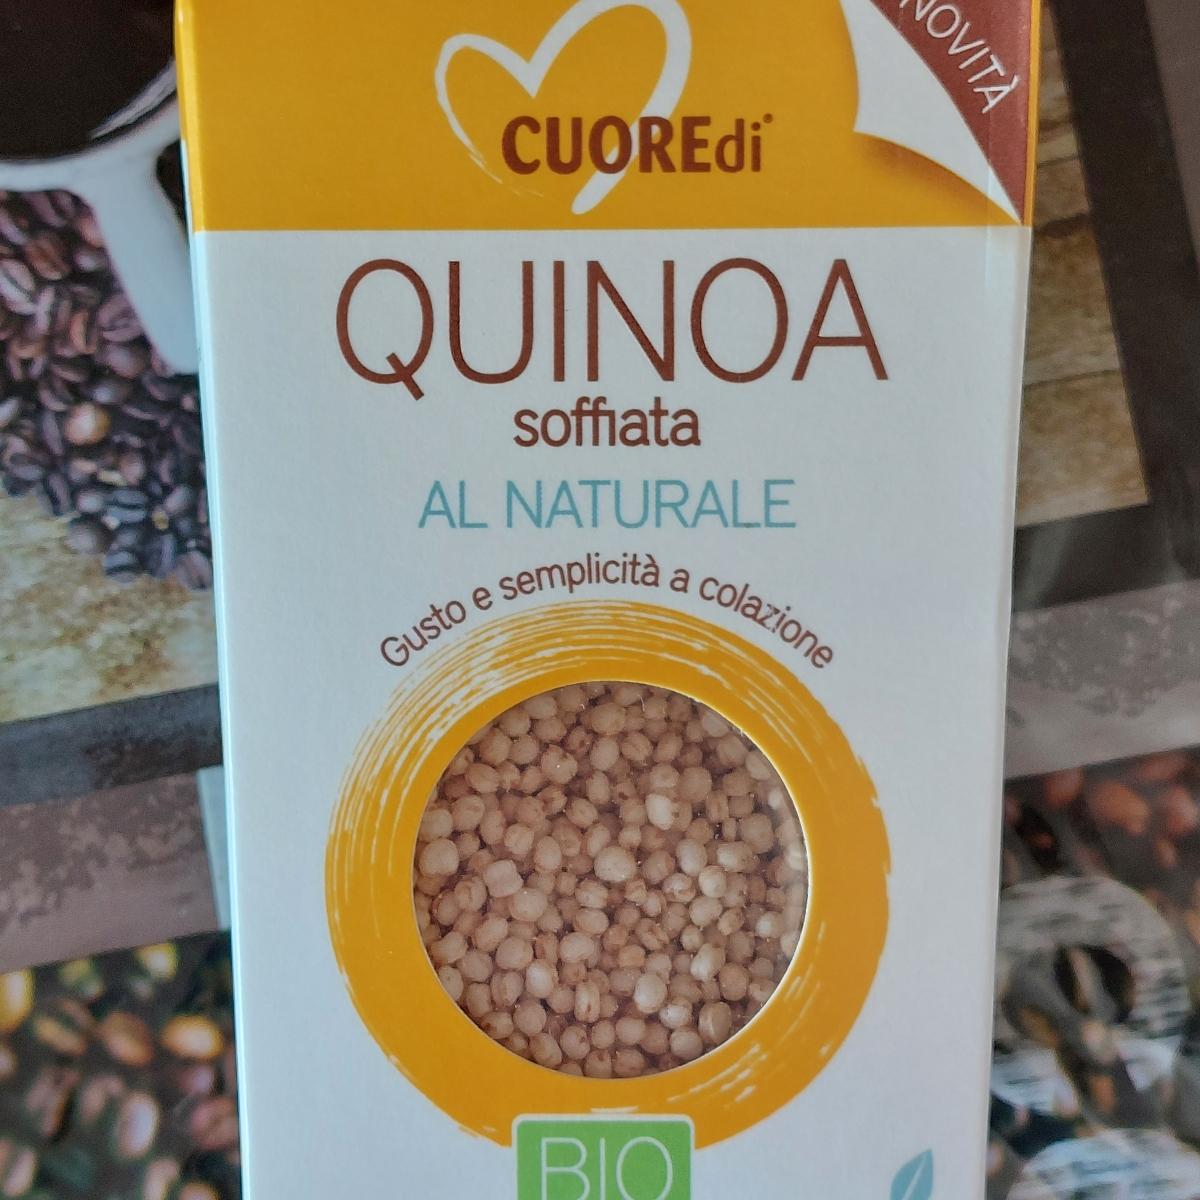 NOVITÀ
CUOREdi®
QUINOA
soffiata
AL NATURALE
Gusto e semplicità a colazione
BIO